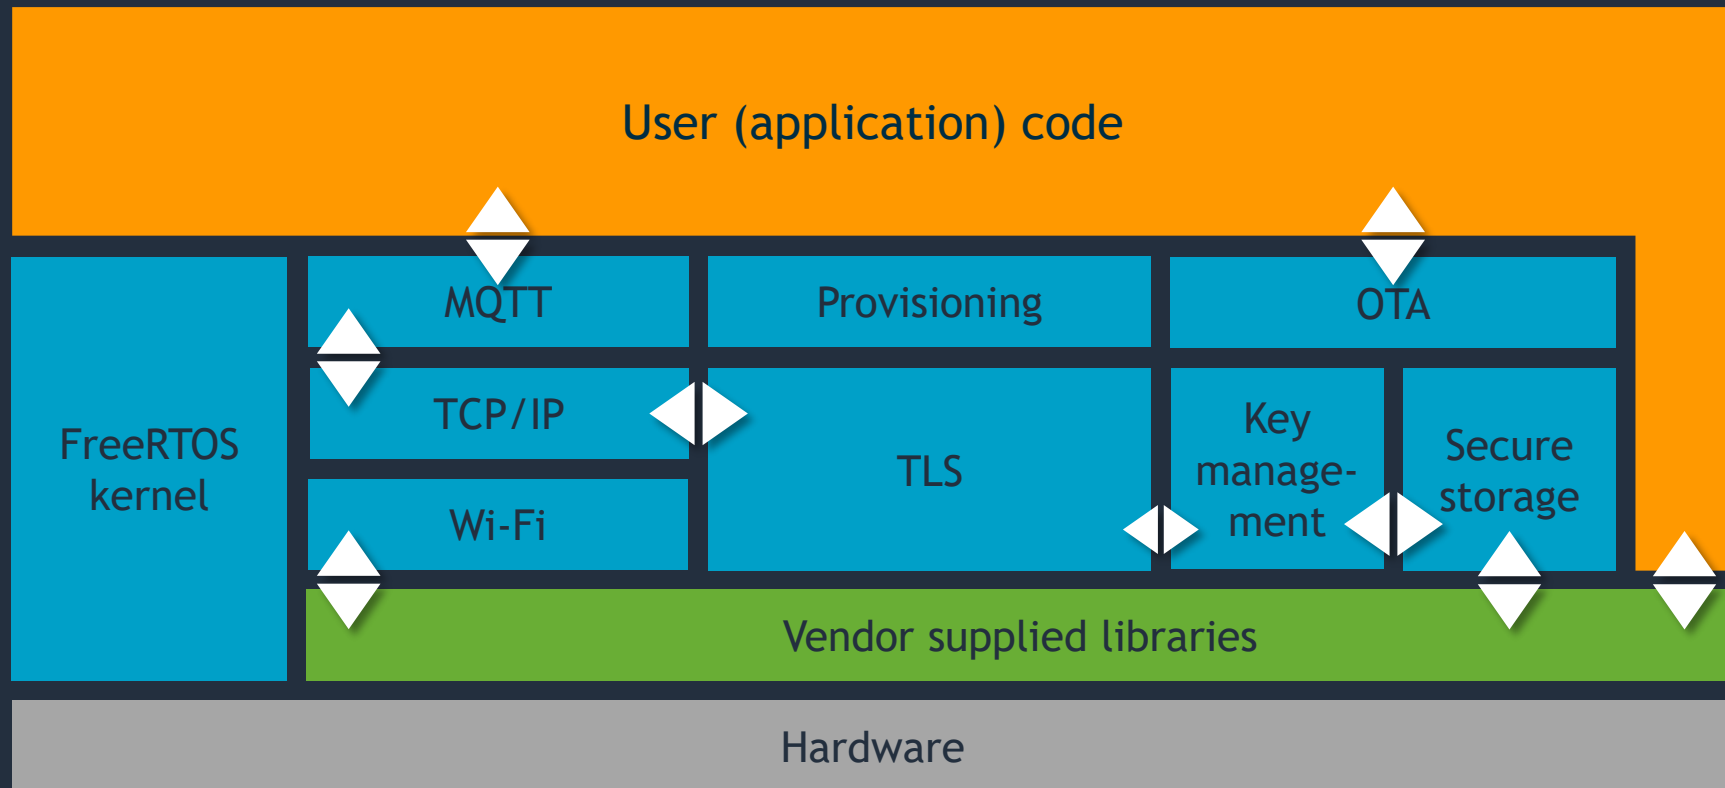 User (application) code
MQTT
Provisioning
OTA
FreeRTOS
kernel
TCP/IP
TLS
Key
manage-
ment
Secure
storage
Wi-Fi
Vendor supplied libraries
Hardware